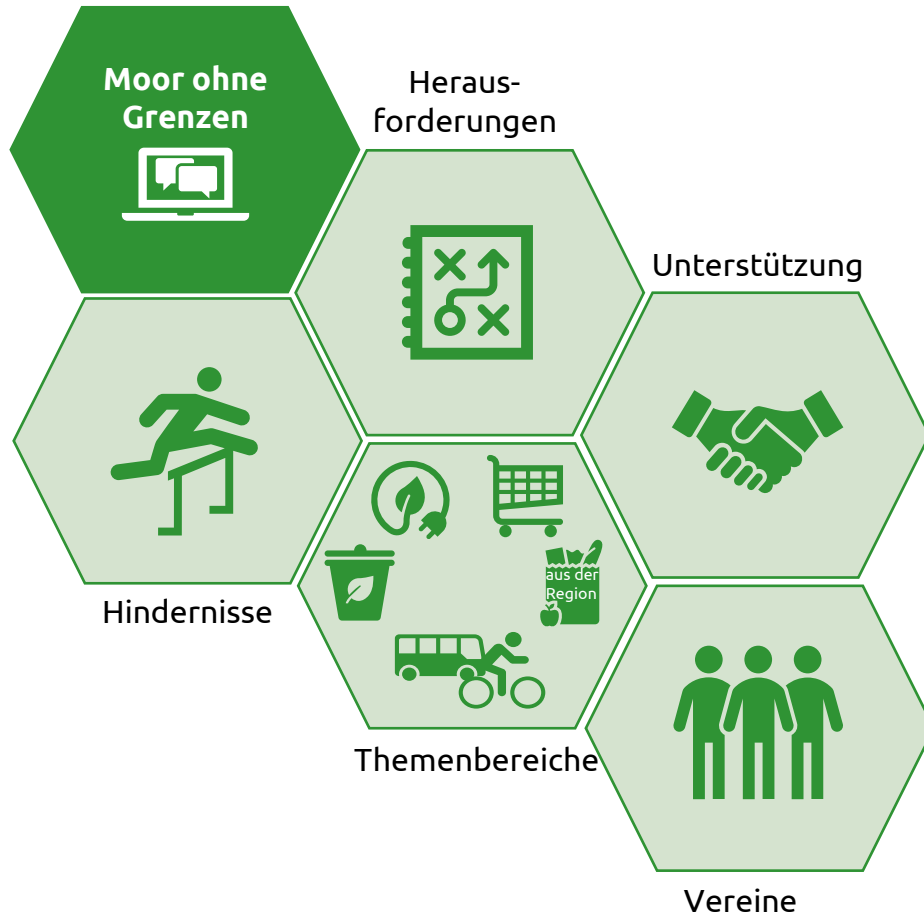 Moor ohne
Grenzen
Heraus-
forderungen
Unterstützung
aus der
Region
Hindernisse
Themenbereiche
Vereine